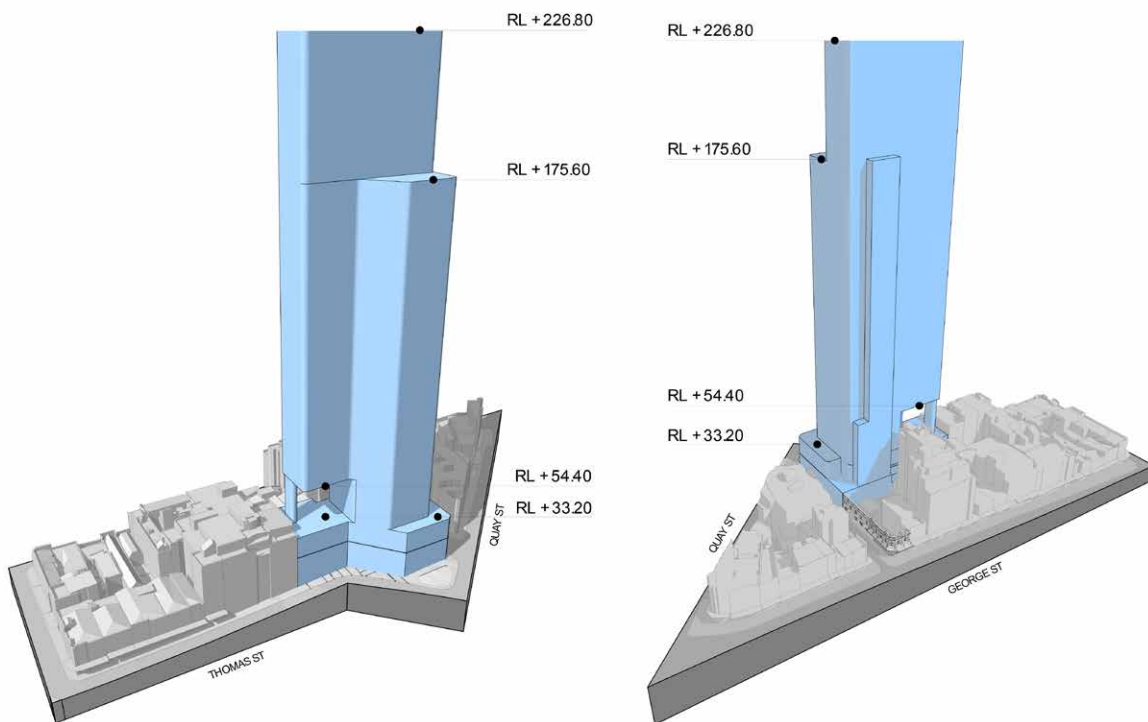 RL + 226.80
RL + 175.60
RL + 54.40
RL + 33.20
QUAY ST
THOMAS ST
RL + 226.80
RL + 175.60
RL + 54.40
RL + 33.20
QUAY ST
GEORGE ST